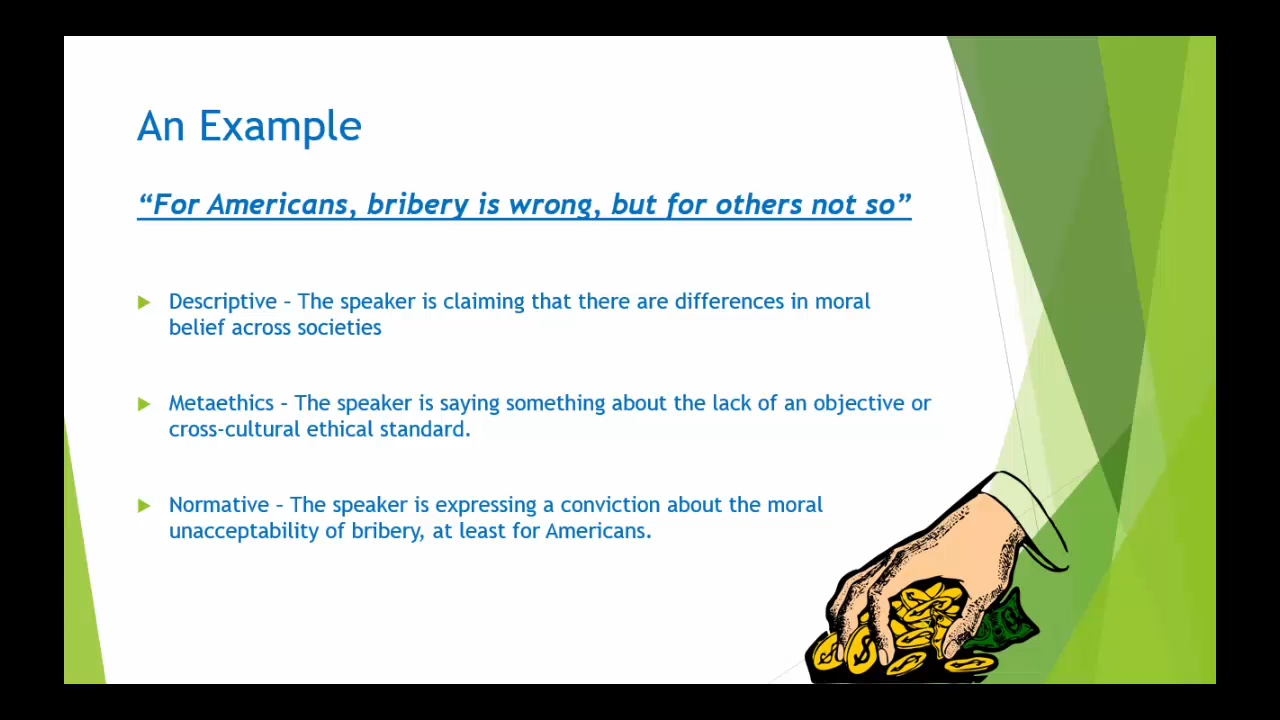 An Example
“For Americans, bribery is wrong, but for others not so”
Descriptive – The speaker is claiming that there are differences in moral
belief across societies
Metaethics – The speaker is saying something about the lack of an objective or
cross-cultural ethical standard.
Normative – The speaker is expressing a conviction about the moral
unacceptability of bribery, at least for Americans.